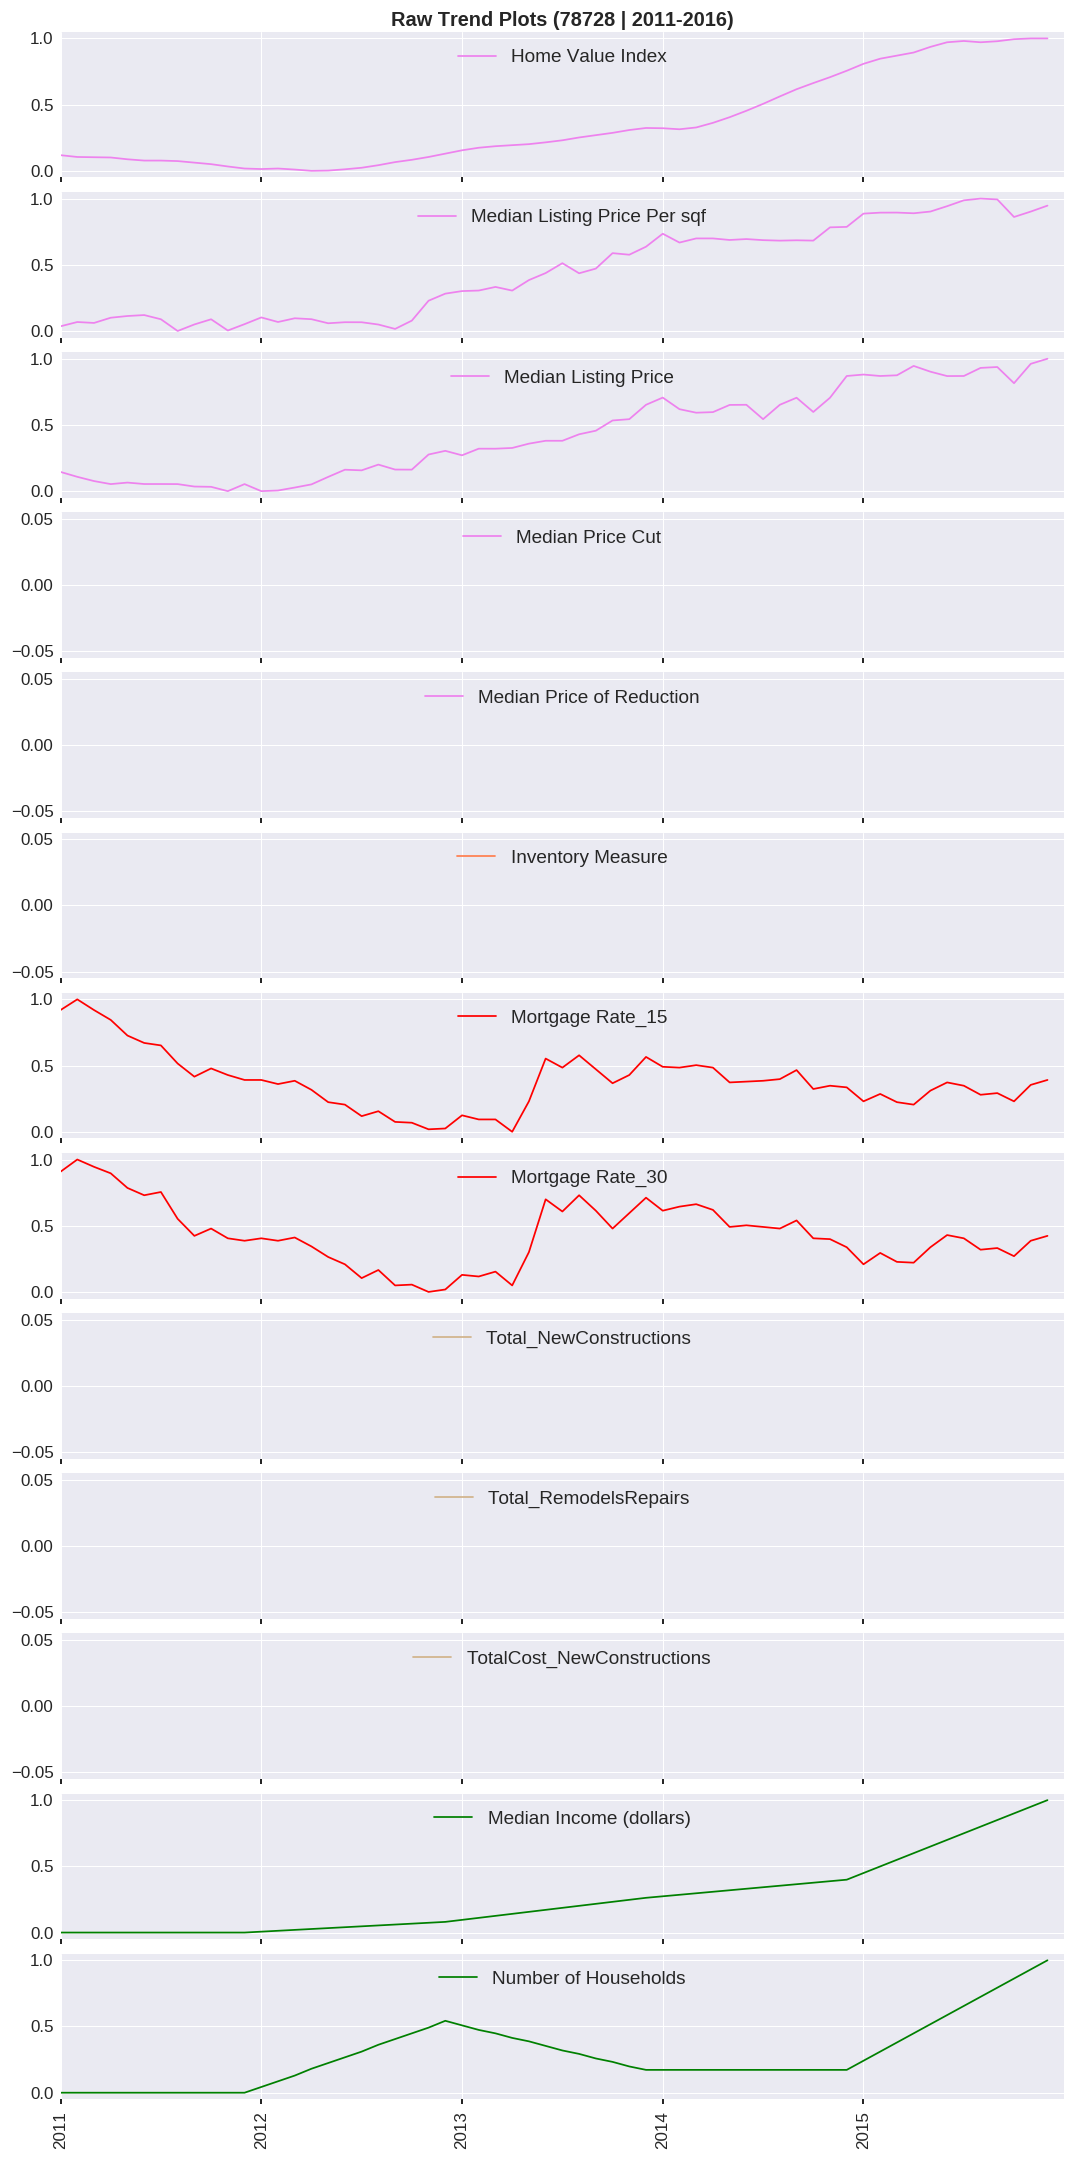 Raw Trend Plots (78728 | 2011-2016)
1.0
Home Value Index
0.5
0.0
1.0
Median Listing Price Per sqf
0.5
0.0
1.0
Median Listing Price
0.5
0.0
0.05
Median Price Cut
0.00
−0.05
0.05
Median Price of Reduction
0.00
−0.05
0.05
Inventory Measure
0.00
−0.05
1.0
Mortgage Rate_15
0.5
0.0
1.0
Mortgage Rate_30
0.5
0.0
0.05
Total_NewConstructions
0.00
−0.05
0.05
Total_RemodelsRepairs
0.00
−0.05
0.05
TotalCost_NewConstructions
0.00
−0.05
1.0
Median Income (dollars)
0.5
0.0
1.0
Number of Households
0.5
0.0
2011 2012 2013 2014 2015